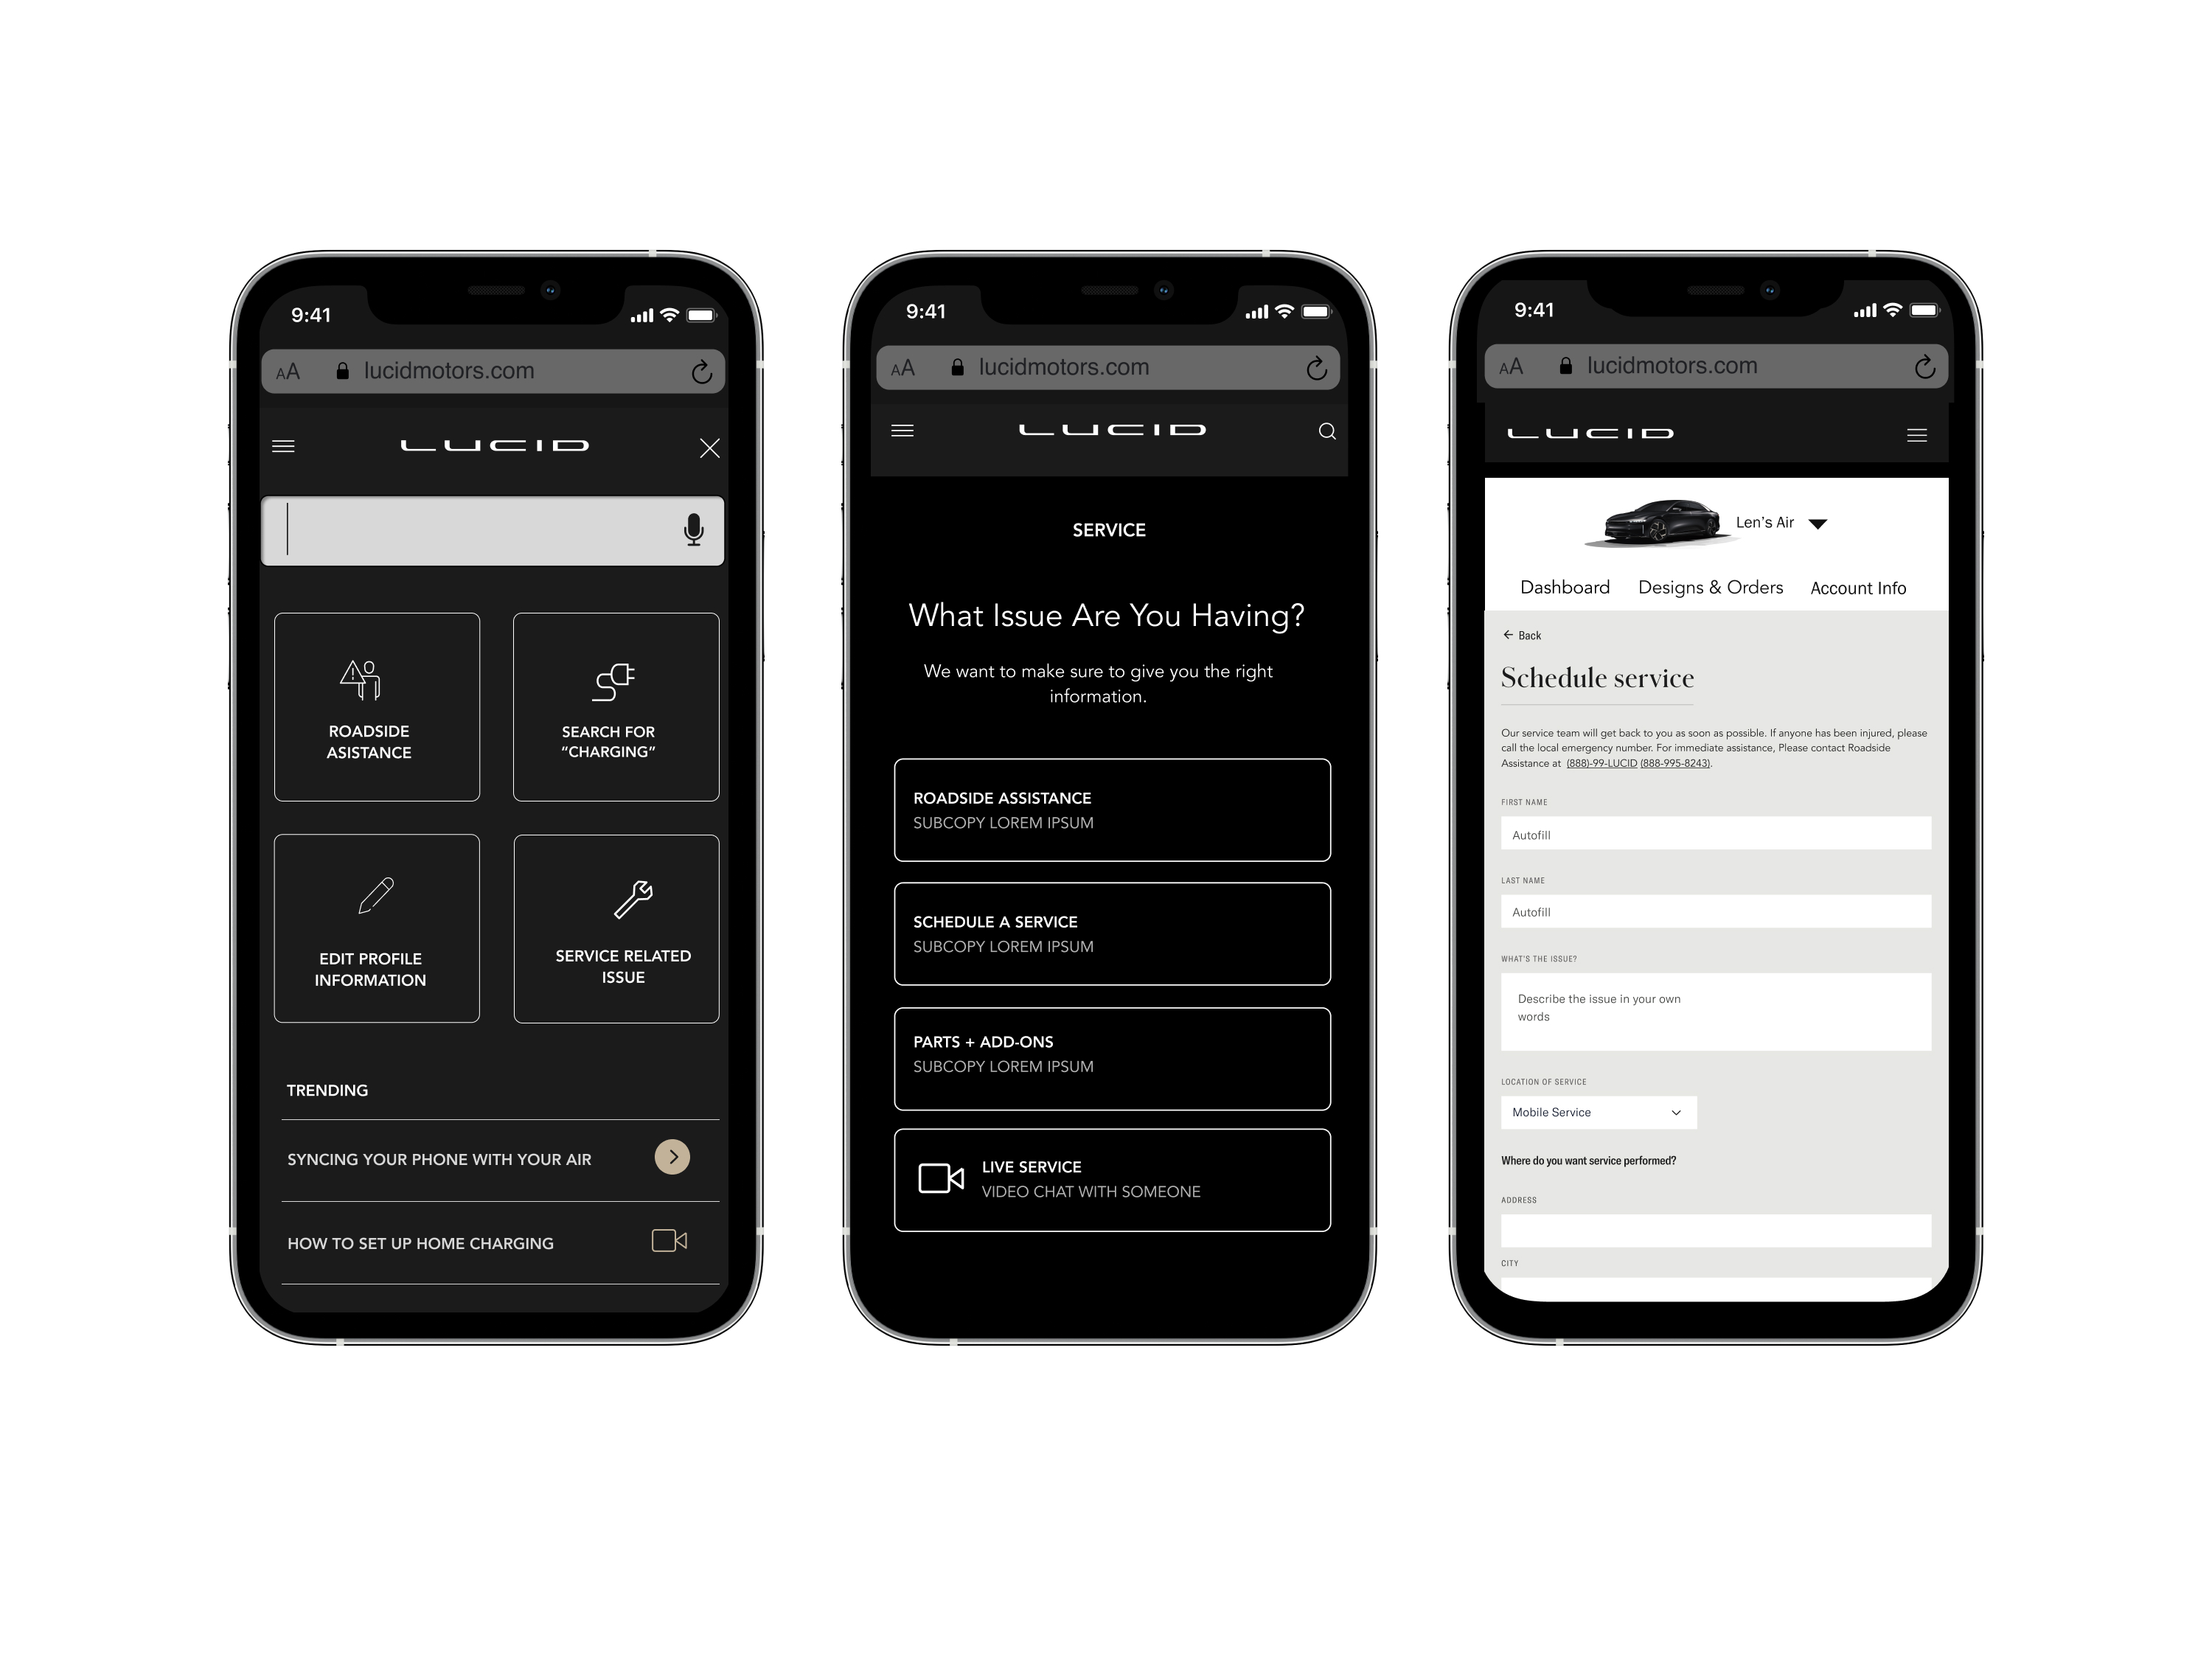 9:41
AA lucidmotors.com
LUCID
ROADSIDE
ASISTANCE
SEARCH FOR
“CHARGING”
EDIT PROFILE
INFORMATION
SERVICE RELATED
ISSUE
TRENDING
SYNCING YOUR PHONE WITH YOUR AIR
HOW TO SET UP HOME CHARGING
9:41
AA lucidmotors.com
LUCID
SERVICE
What Issue Are You Having?
We want to make sure to give you the right
information.
ROADSIDE ASSISTANCE
SUBCOPY LOREM IPSUM
SCHEDULE A SERVICE
SUBCOPY LOREM IPSUM
PARTS + ADD-ONS
SUBCOPY LOREM IPSUM
LIVE SERVICE
VIDEO CHAT WITH SOMEONE
9:41
AA lucidmotors.com
LUCID
Len’s Air
Dashboard Designs & Orders Account Info
Back
Schedule service
Our service team will get back to you as soon as possible. If anyone has been injured, please
call the local emergency number. For immediate assistance, Please contact Roadside
Assistance at (888)-99-LUCID (888-995-8243).
FIRST NAME
Autofill
LAST NAME
Autofill
WHAT'S THE ISSUE?
Describe the issue in your own
words
LOCATION OF SERVICE
Mobile Service
Where do you want service performed?
ADDRESS
CITY